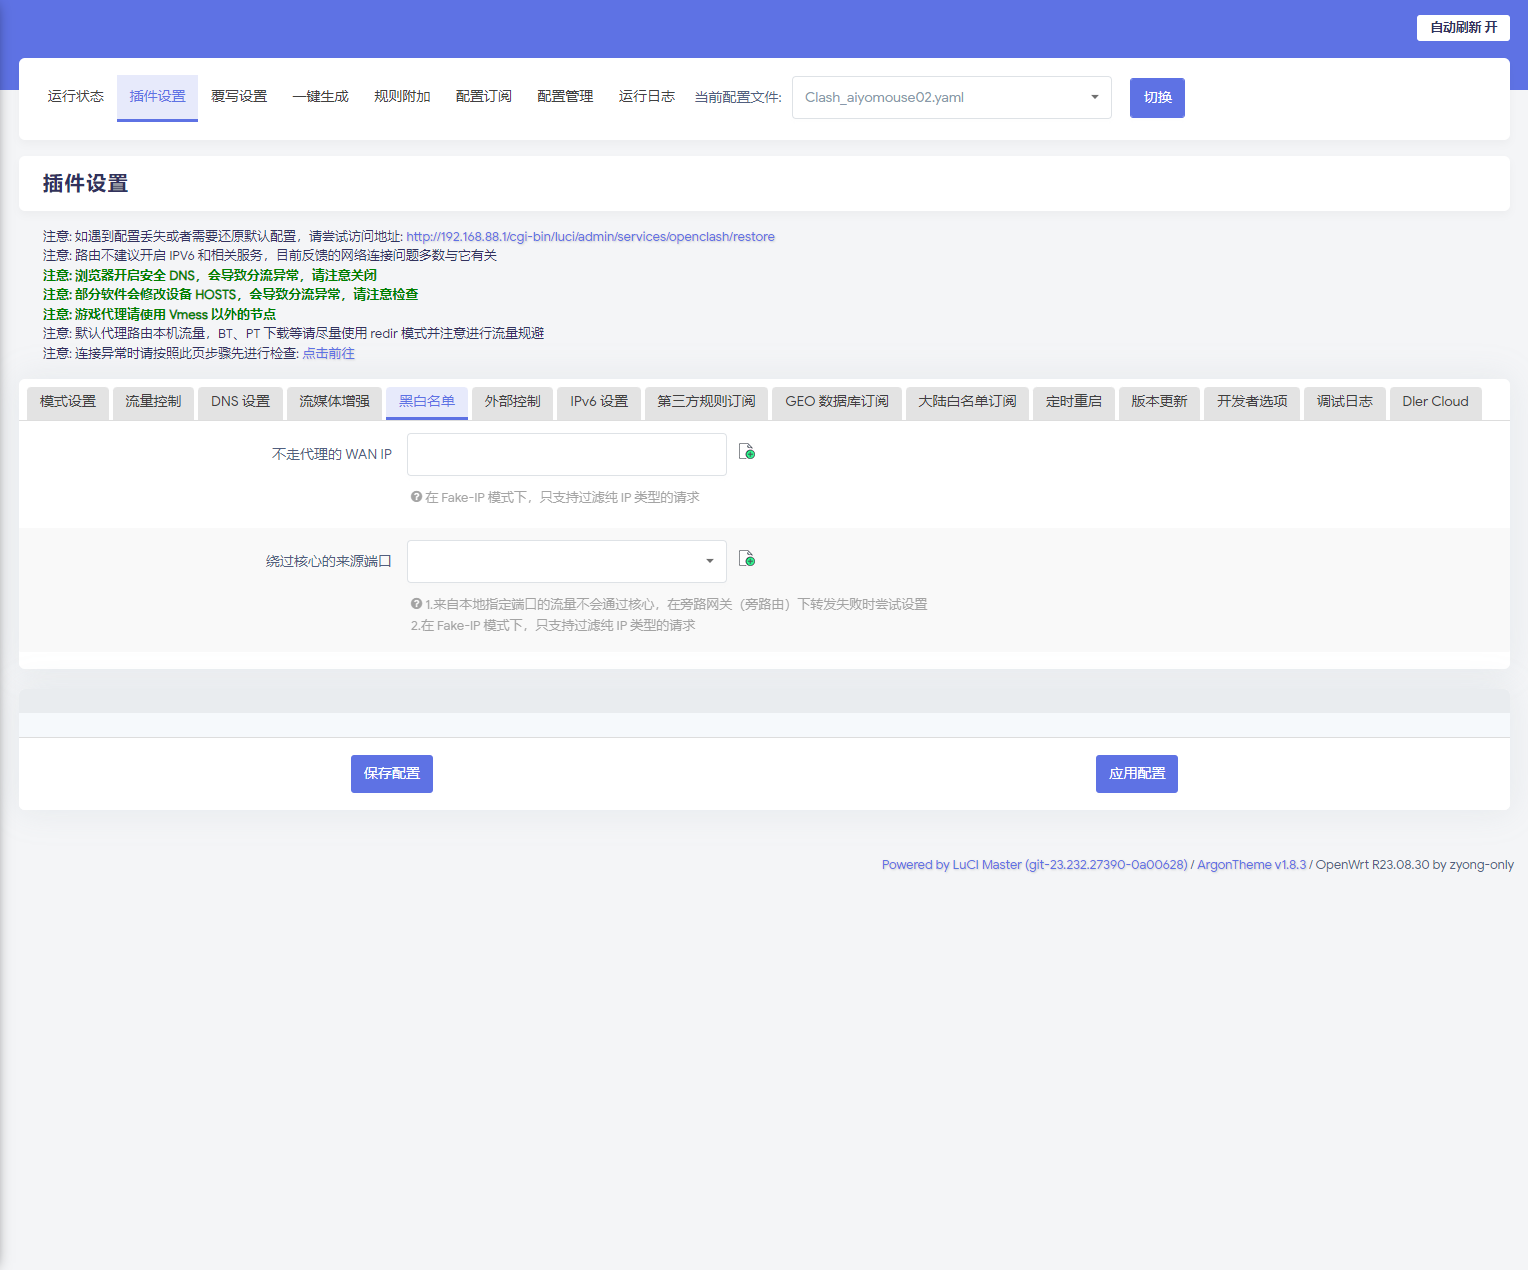 自动刷新 开
运行状态 插件设置 覆写设置 一键生成 规则附加 配置订阅 配置管理 运行日志 当前配置文件: Clash_aiyomouse02.yaml 切换
插件设置
注意: 如遇到配置丢失或者需要还原默认配置，请尝试访问地址: http://192.168.88.1/cgi-bin/luci/admin/services/openclash/restore
注意: 路由不建议开启 IPV6 和相关服务，目前反馈的网络连接问题多数与它有关
注意: 浏览器开启安全 DNS，会导致分流异常，请注意关闭
注意: 部分软件会修改设备 HOSTS，会导致分流异常，请注意检查
注意: 游戏代理请使用 Vmess 以外的节点
注意: 默认代理路由本机流量，BT、PT 下载等请尽量使用 redir 模式并注意进行流量规避
注意: 连接异常时请按照此页步骤先进行检查: 点击前往
模式设置 流量控制 DNS 设置 流媒体增强 黑白名单 外部控制 IPv6 设置 第三方规则订阅 GEO 数据库订阅 大陆白名单订阅 定时重启 版本更新 开发者选项 调试日志 Dler Cloud
不走代理的 WAN IP
在 Fake-IP 模式下，只支持过滤纯 IP 类型的请求
绕过核心的来源端口
1.来自本地指定端口的流量不会通过核心，在旁路网关（旁路由）下转发失败时尝试设置
2.在 Fake-IP 模式下，只支持过滤纯 IP 类型的请求
保存配置 应用配置
Powered by LuCI Master (git-23.232.27390-0a00628) / ArgonTheme v1.8.3 / OpenWrt R23.08.30 by zyong-only